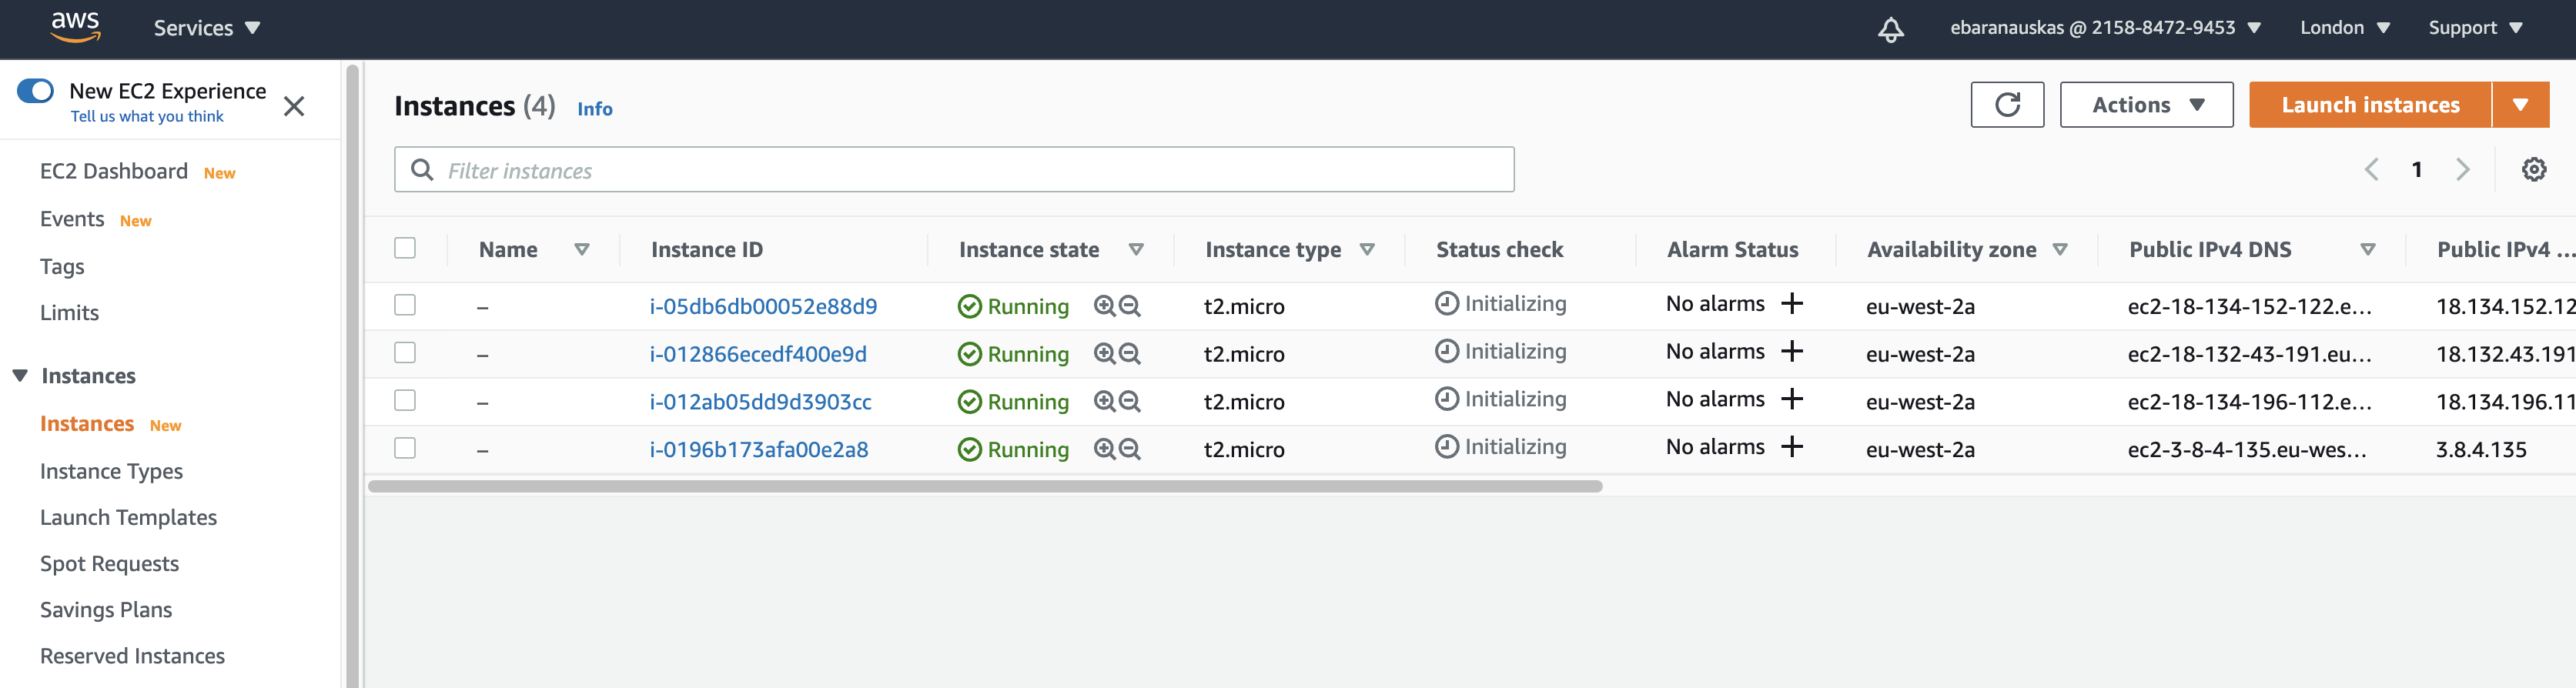 aws Services ebaranauskas @ 2158-8472-9453 London Support
New EC2 Experience
Tell us what you think
EC2 Dashboard New
Events New
Tags
Limits
Instances
Instances New
Instance Types
Launch Templates
Spot Requests
Savings Plans
Reserved Instances
Instances (4) Info
Actions Launch instances
Filter instances
1
Name Instance ID Instance state Instance type Status check Alarm Status Availability zone Public IPv4 DNS Public IPv4 ...
– i-05db6db00052e88d9 Running t2.micro Initializing No alarms + eu-west-2a ec2-18-134-152-122.e... 18.134.152.12
– i-012866ecedf400e9d Running t2.micro Initializing No alarms + eu-west-2a ec2-18-132-43-191.eu... 18.132.43.191
– i-012ab05dd9d3903cc Running t2.micro Initializing No alarms + eu-west-2a ec2-18-134-196-112.e... 18.134.196.11
– i-0196b173afa00e2a8 Running t2.micro Initializing No alarms + eu-west-2a ec2-3-8-4-135.eu-wes... 3.8.4.135